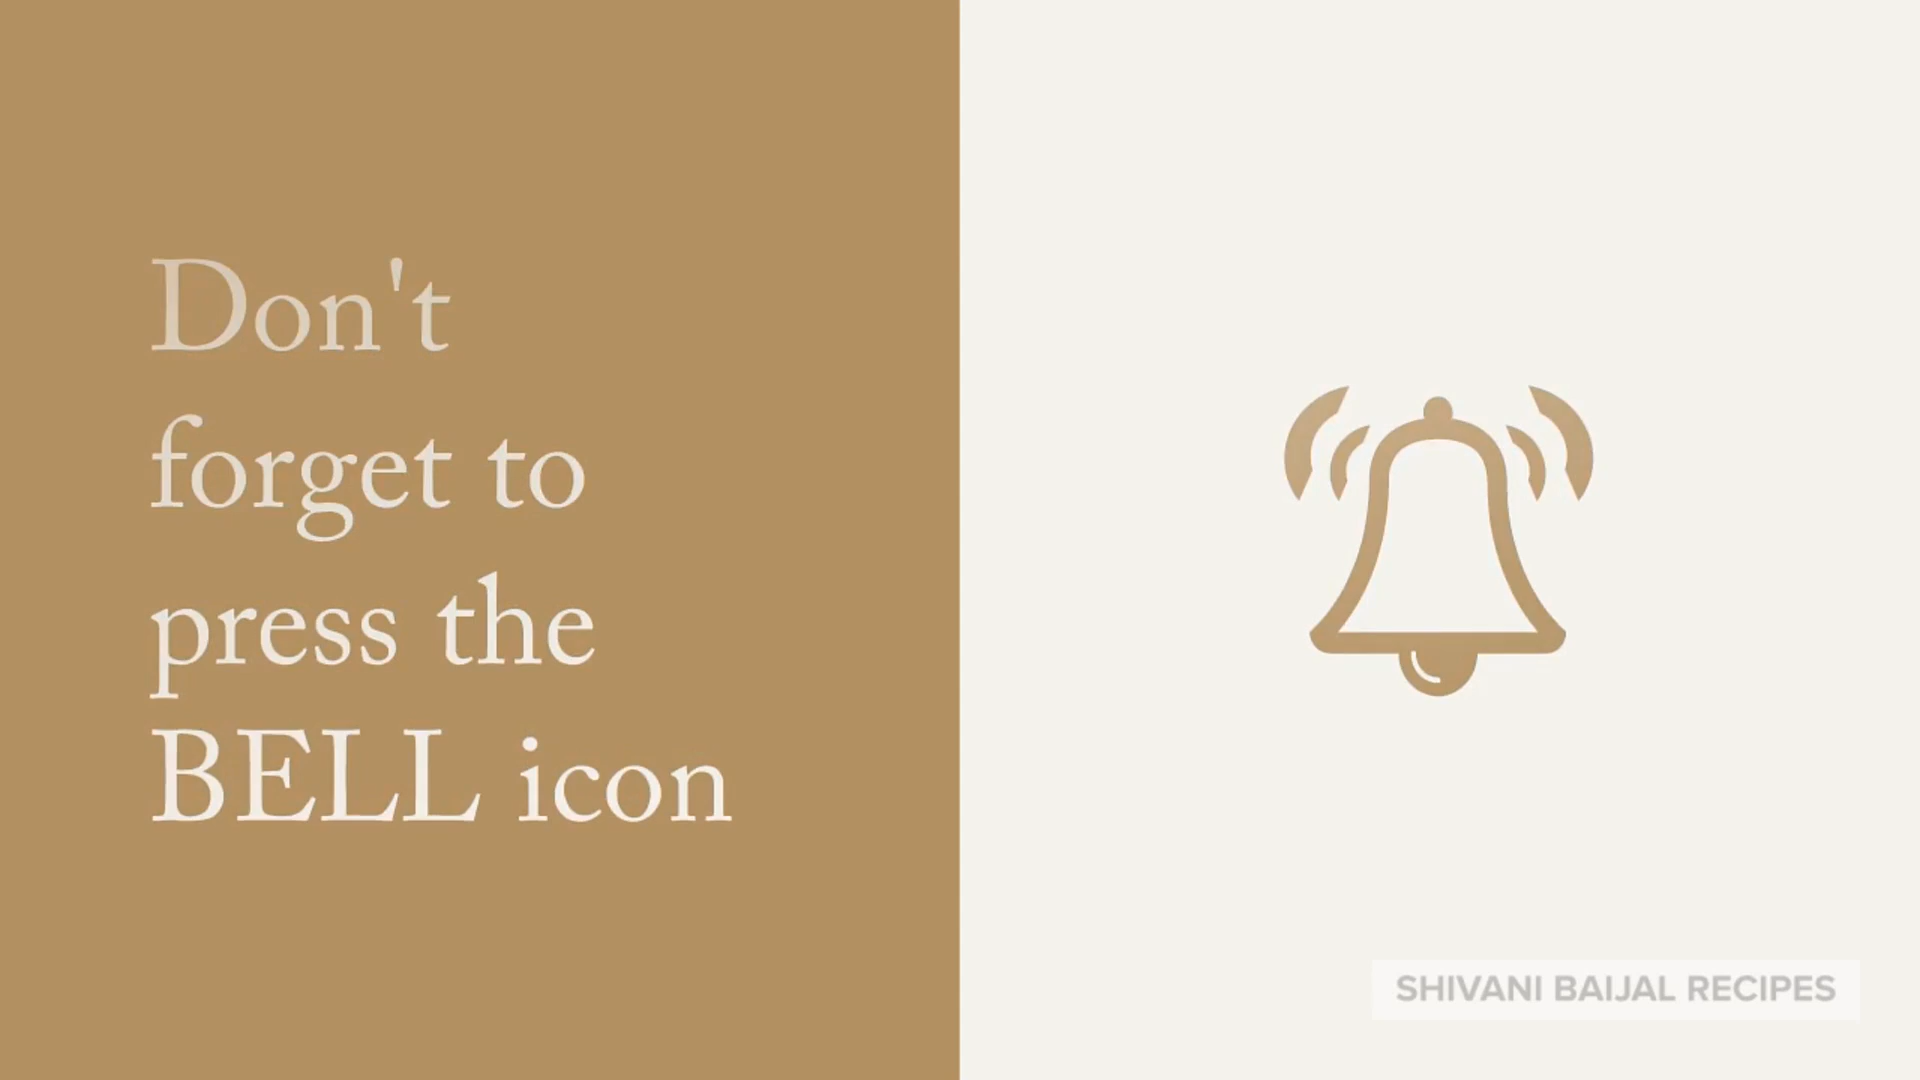 Don't
forget to
press the
BELL icon
SHIVANI BAIJAL RECIPES